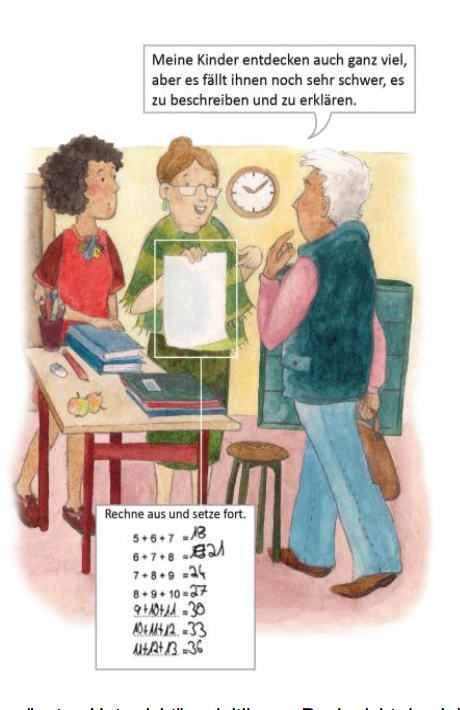 Meine Kinder entdecken auch ganz viel,
aber es fällt ihnen noch sehr schwer, es
zu beschreiben und zu erklären.
Rechne aus und setze fort.
5 + 6 + 7 = 18
6 + 7 + 8 = 21
7 + 8 + 9 = 24
8 + 9 + 10 = 27
9+10+11 = 30
10+11+12 = 33
11+12+13 = 36